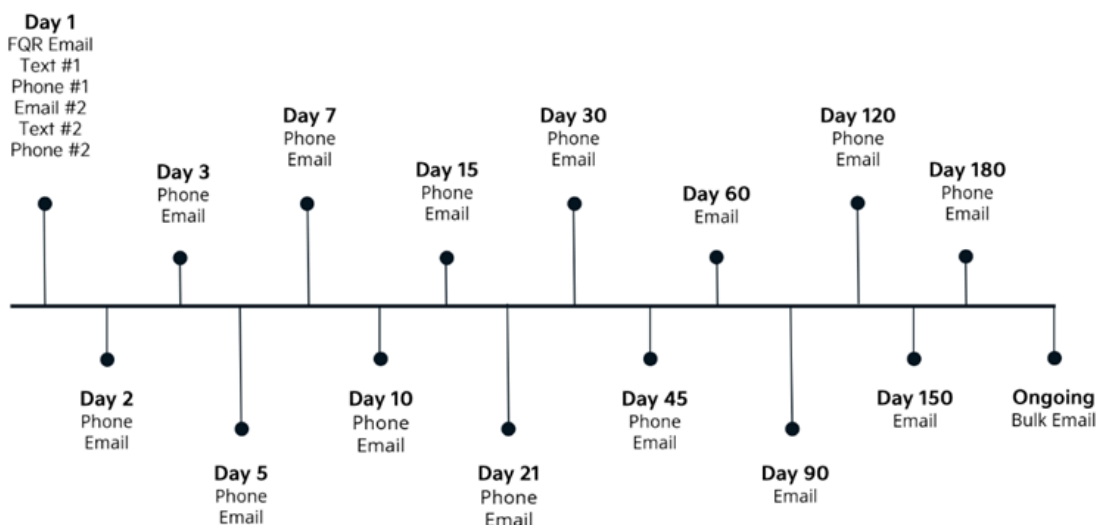 Day 1
FQR Email
Text #1
Phone #1
Email #2
Text #2
Phone #2
Day 2
Phone
Email
Day 3
Phone
Email
Day 5
Phone
Email
Day 7
Phone
Email
Day 10
Phone
Email
Day 15
Phone
Email
Day 21
Phone
Email
Day 30
Phone
Email
Day 45
Phone
Email
Day 60
Email
Day 90
Email
Day 120
Phone
Email
Day 150
Email
Day 180
Phone
Email
Ongoing
Bulk Email